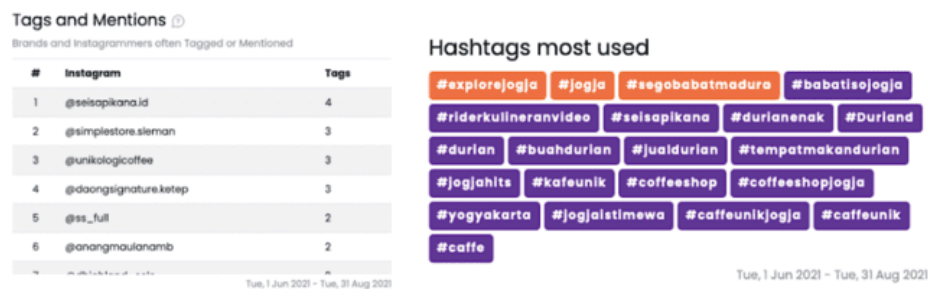 Tags and Mentions
Brands and Instagrammers often Tagged or Mentioned
# Instagram Tags
1 @seisapikana.id 4
2 @simplestore.sleman 3
3 @unikologicoffee 3
4 @daongsignature.ketep 3
5 @ss_full 2
6 @anangmaulanamb 2
Tue, 1 Jun 2021 - Tue, 31 Aug 2021
Hashtags most used
#explorejogja #jogja #segobabatmadura #babatisojogja
#riderkulineranvideo #seisapikana #durianenak #Duriand
#durian #buahdurian #jualdurian #tempatmakandurian
#jogjahits #kafeunik #coffeeshop #coffeeshopjogja
#yogyakarta #jogjaistimewa #caffeunikjogja #caffeunik
#caffe
Tue, 1 Jun 2021 - Tue, 31 Aug 2021